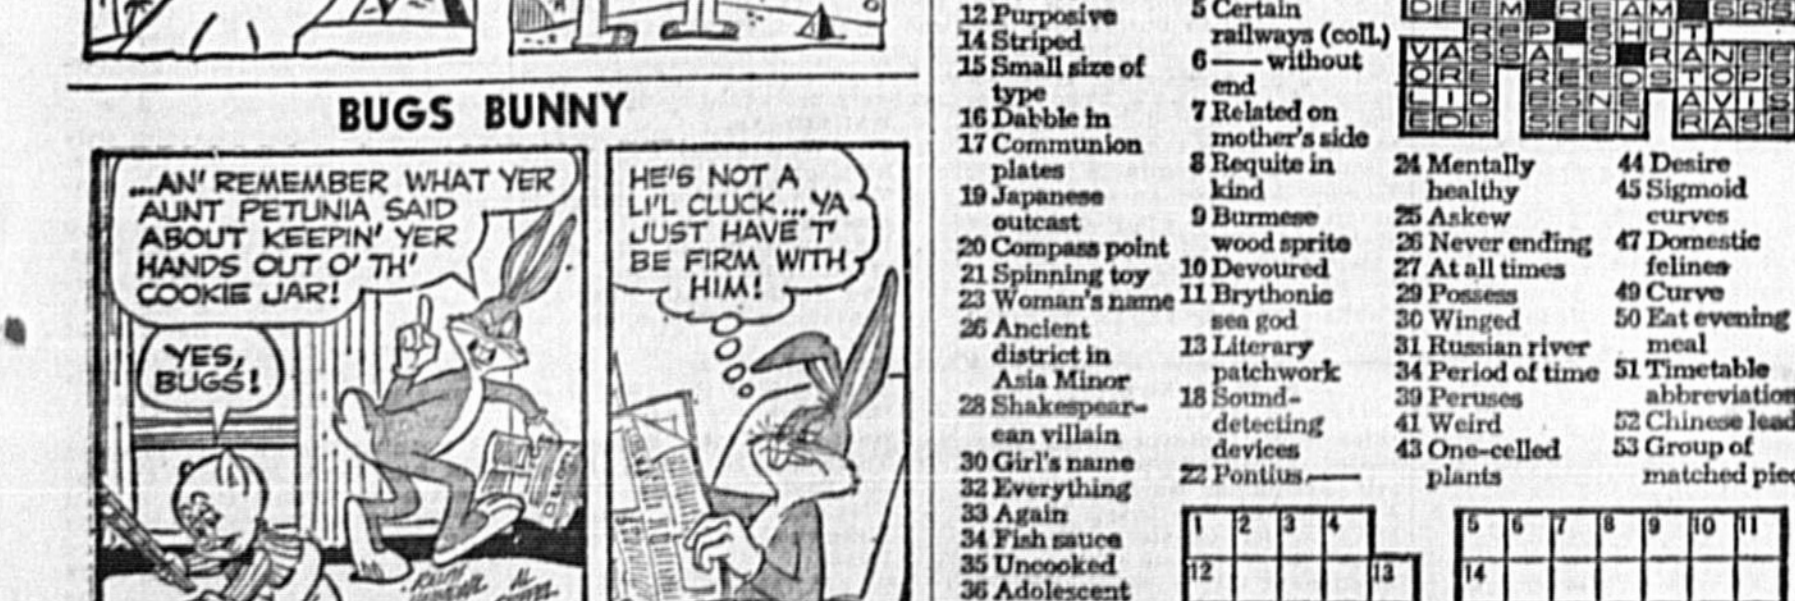 BUGS BUNNY
...AN' REMEMBER WHAT YER
AUNT PETUNIA SAID
ABOUT KEEPIN' YER
HANDS OUT O' TH'
COOKIE JAR!
YES,
BUGS!
HE'S NOT A
LI'L CLUCK...YA
JUST HAVE T'
BE FIRM WITH
HIM!
12 Purposive
14 Striped
15 Small size of
type
16 Dabble in
17 Communion
plates
19 Japanese
outcast
20 Compass point
21 Spinning toy
23 Woman's name
26 Ancient
district in
Asia Minor
28 Shakespear-
ean villain
30 Girl's name
32 Everything
33 Again
34 Fish sauce
35 Uncooked
36 Adolescent
5 Certain
railways (coll.)
6 —— without
end
7 Related on
mother's side
8 Requite in
kind
9 Burmese
wood sprite
10 Devoured
11 Brythonic
sea god
13 Literary
patchwork
18 Sound-
detecting
devices
22 Pontius ——
DEEM REAM SRS
REP SHUT
VASSALS RANEE
ORE REEDSTOPS
LID ESNE AVIS
EDE SEEN RASE
24 Mentally
healthy
25 Askew
26 Never ending
27 At all times
29 Possess
30 Winged
31 Russian river
34 Period of time
39 Peruses
41 Weird
43 One-celled
plants
44 Desire
45 Sigmoid
curves
47 Domestic
felines
49 Curve
50 Eat evening
meal
51 Timetable
abbreviation
52 Chinese lead
53 Group of
matched piec
1 2 3 4 5 6 7 8 9 10 11
12 13 14